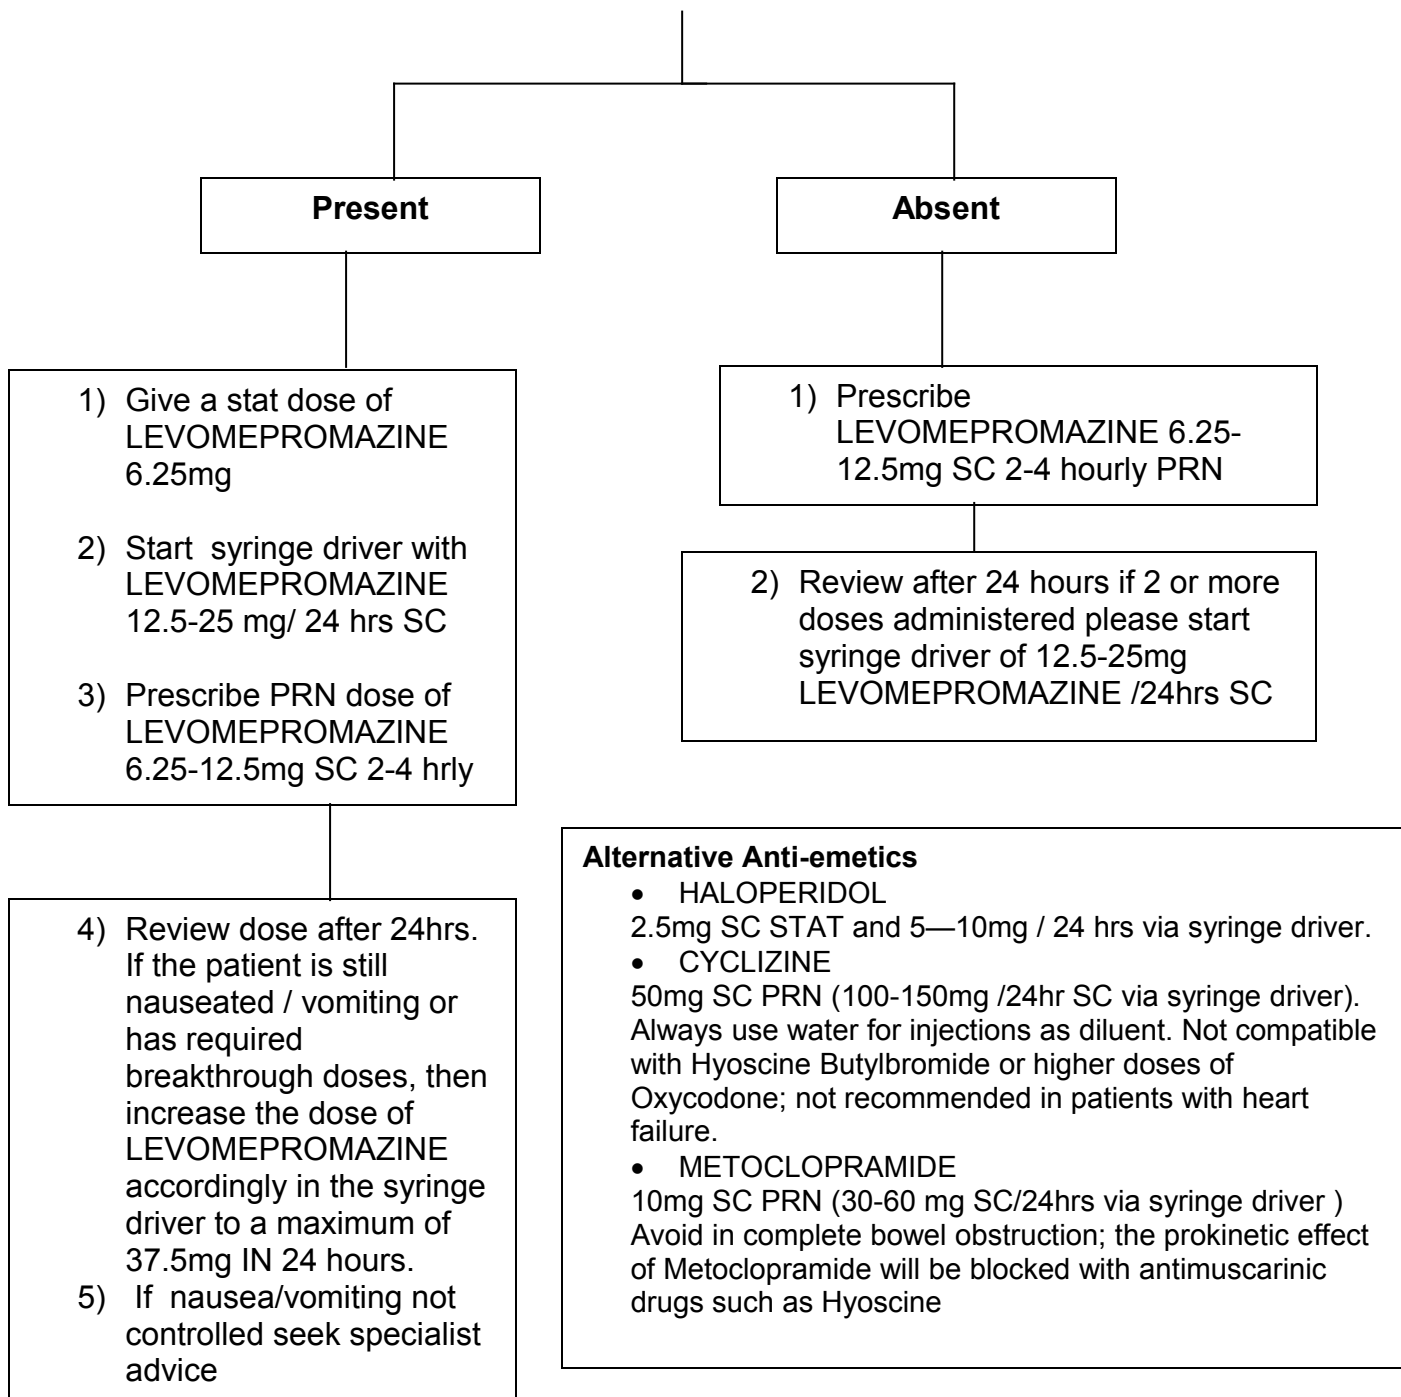 Present
Absent
1) Give a stat dose of
LEVOMEPROMAZINE
6.25mg
2) Start  syringe driver with
LEVOMEPROMAZINE
12.5-25 mg/ 24 hrs SC
3) Prescribe PRN dose of
LEVOMEPROMAZINE
6.25-12.5mg SC 2-4 hrly
4) Review dose after 24hrs.
If the patient is still
nauseated / vomiting or
has required
breakthrough doses, then
increase the dose of
LEVOMEPROMAZINE
accordingly in the syringe
driver to a maximum of
37.5mg IN 24 hours.
5)  If  nausea/vomiting not
controlled seek specialist
advice
1) Prescribe
LEVOMEPROMAZINE 6.25-
12.5mg SC 2-4 hourly PRN
2) Review after 24 hours if 2 or more
doses administered please start
syringe driver of 12.5-25mg
LEVOMEPROMAZINE /24hrs SC
Alternative Anti-emetics
• HALOPERIDOL
2.5mg SC STAT and 5—10mg / 24 hrs via syringe driver.
• CYCLIZINE
50mg SC PRN (100-150mg /24hr SC via syringe driver).
Always use water for injections as diluent. Not compatible
with Hyoscine Butylbromide or higher doses of
Oxycodone; not recommended in patients with heart
failure.
• METOCLOPRAMIDE
10mg SC PRN (30-60 mg SC/24hrs via syringe driver )
Avoid in complete bowel obstruction; the prokinetic effect
of Metoclopramide will be blocked with antimuscarinic
drugs such as Hyoscine